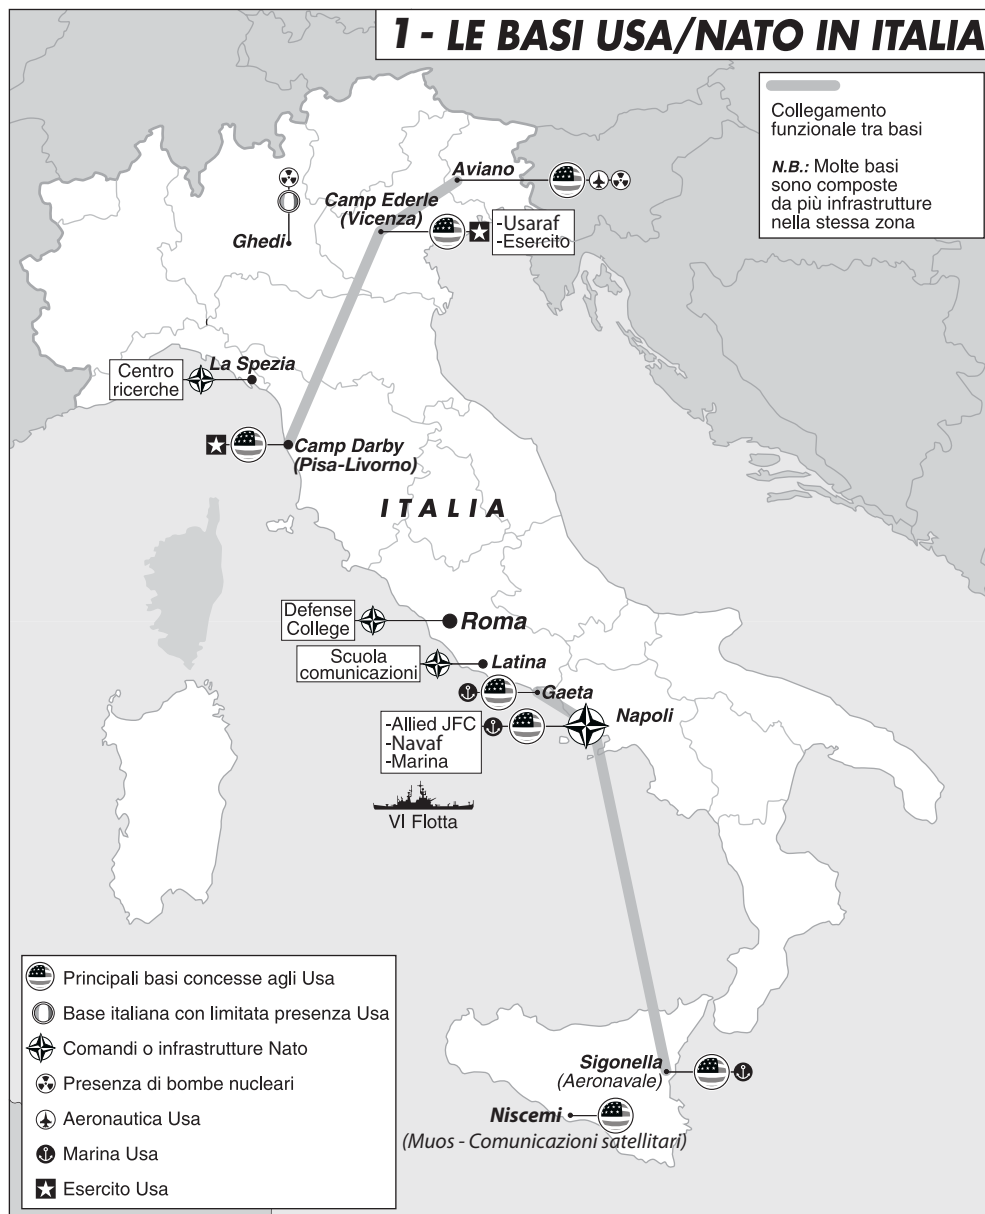 1 - LE BASI USA/NATO IN ITALIA
Collegamento
funzionale tra basi
N.B.: Molte basi
sono composte
da più infrastrutture
nella stessa zona
Aviano
Camp Ederle
(Vicenza)
-Usaraf
-Esercito
Ghedi
La Spezia
Centro
ricerche
Camp Darby
(Pisa-Livorno)
ITALIA
Defense
College
Roma
Scuola
comunicazioni
Latina
Gaeta
Napoli
-Allied JFC
-Navaf
-Marina
VI Flotta
Sigonella
(Aeronavale)
Niscemi
(Muos - Comunicazioni satellitari)
Principali basi concesse agli Usa
Base italiana con limitata presenza Usa
Comandi o infrastrutture Nato
Presenza di bombe nucleari
Aeronautica Usa
Marina Usa
Esercito Usa